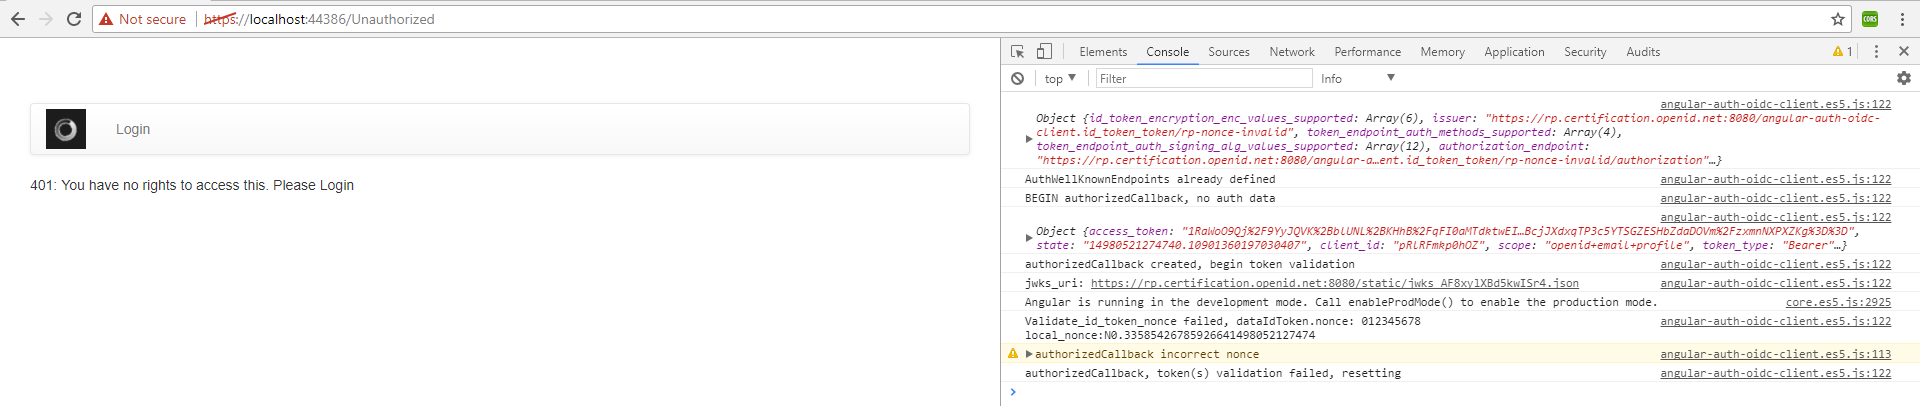 Not secure https://localhost:44386/Unauthorized
CORS
Elements Console Sources Network Performance Memory Application Security Audits 1
top Filter Info
Login
401: You have no rights to access this. Please Login
angular-auth-oidc-client.es5.js:122
Object {id_token_encryption_enc_values_supported: Array(6), issuer: "https://rp.certification.openid.net:8080/angular-auth-oidc-
client.id_token_token/rp-nonce-invalid", token_endpoint_auth_methods_supported: Array(4),
token_endpoint_auth_signing_alg_values_supported: Array(12), authorization_endpoint:
"https://rp.certification.openid.net:8080/angular-a…ent.id_token_token/rp-nonce-invalid/authorization"…}
AuthWellKnownEndpoints already defined angular-auth-oidc-client.es5.js:122
BEGIN authorizedCallback, no auth data angular-auth-oidc-client.es5.js:122
angular-auth-oidc-client.es5.js:122
Object {access_token: "1RaWoO9Qj%2F9YyJQVK%2BblUNL%2BKHhB%2FqFI0aMTdktwEI…BcjJXdxqTP3c5YTSGZESHbZdaDOVm%2FzxmnNXPXZKg%3D%3D",
state: "14980521274740.10901360197030407", client_id: "pRlRFmkp0hOZ", scope: "openid+email+profile", token_type: "Bearer"…}
authorizedCallback created, begin token validation angular-auth-oidc-client.es5.js:122
jwks_uri: https://rp.certification.openid.net:8080/static/jwks_AF8xylXBd5kwISr4.json angular-auth-oidc-client.es5.js:122
Angular is running in the development mode. Call enableProdMode() to enable the production mode. core.es5.js:2925
Validate_id_token_nonce failed, dataIdToken.nonce: 012345678 angular-auth-oidc-client.es5.js:122
local_nonce:N0.33585426785926641498052127474
authorizedCallback incorrect nonce angular-auth-oidc-client.es5.js:113
authorizedCallback, token(s) validation failed, resetting angular-auth-oidc-client.es5.js:122